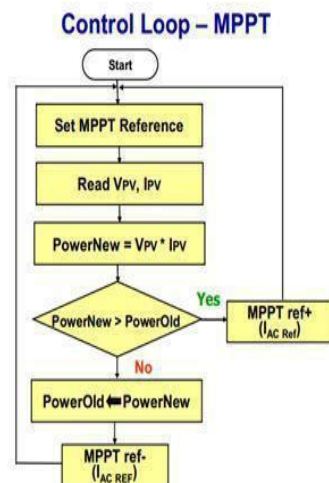 Control Loop – MPPT
Start
Set MPPT Reference
Read VPV, IPV
PowerNew = VPV * IPV
PowerNew > PowerOld
Yes
MPPT ref+
(IAC Ref)
No
PowerOld⬅PowerNew
MPPT ref-
(IAC REF)